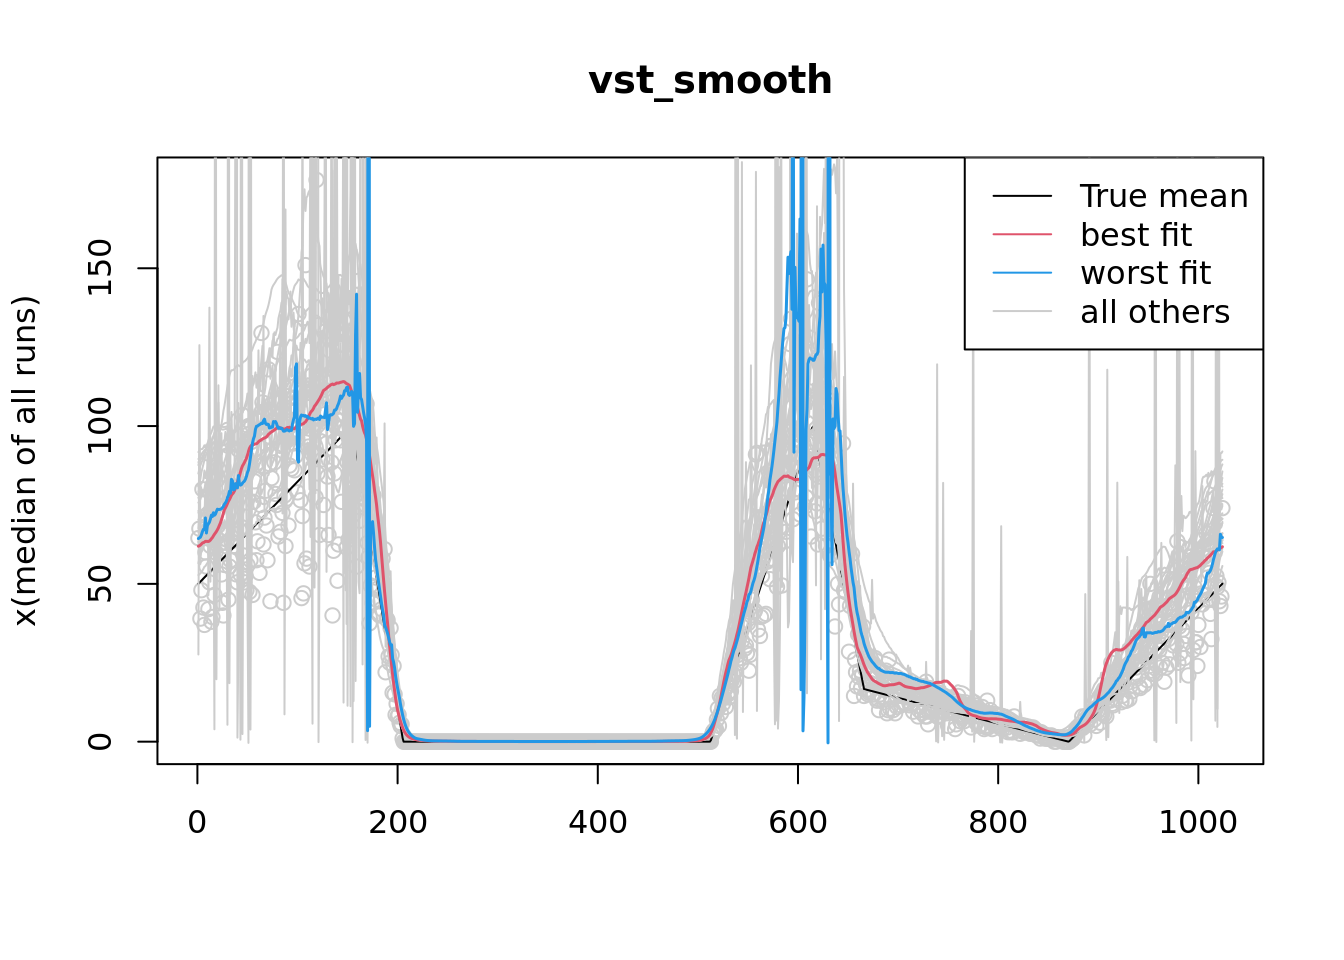 vst_smooth
x(median of all runs)
150
100
50
0
True mean
best fit
worst fit
all others
0 200 400 600 800 1000